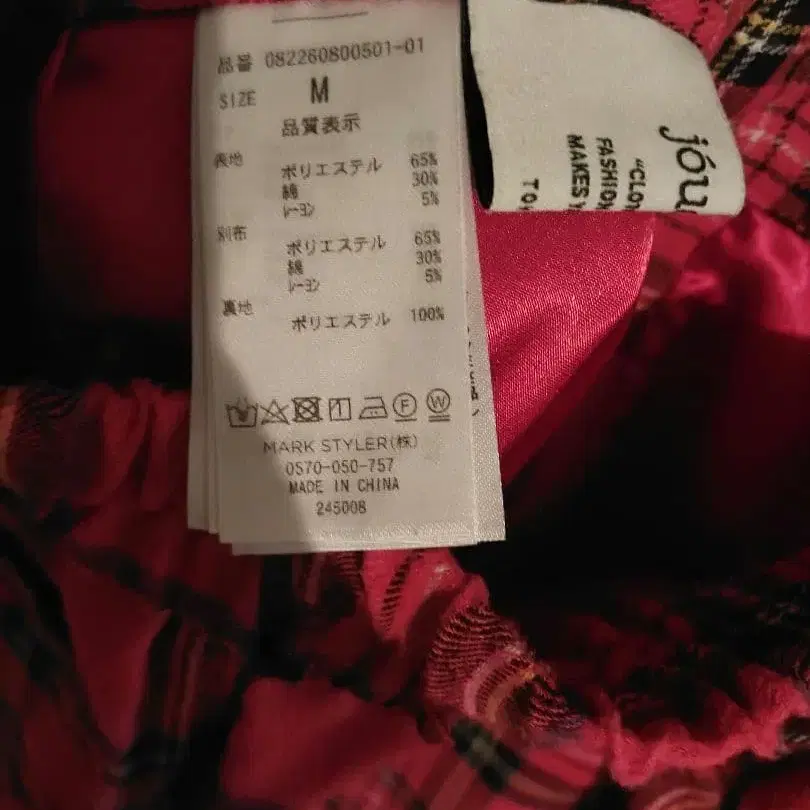 品番 082260800501-01
SIZE M
品質表示
表地
ポリエステル 65%
綿 30%
レーヨン 5%
別布
ポリエステル 65%
綿 30%
レーヨン 5%
裏地
ポリエステル 100%
F W
MARK STYLER(株)
0570-050-757
MADE IN CHINA
245008
jóu
"CLO
FASHION
MAKES
TO